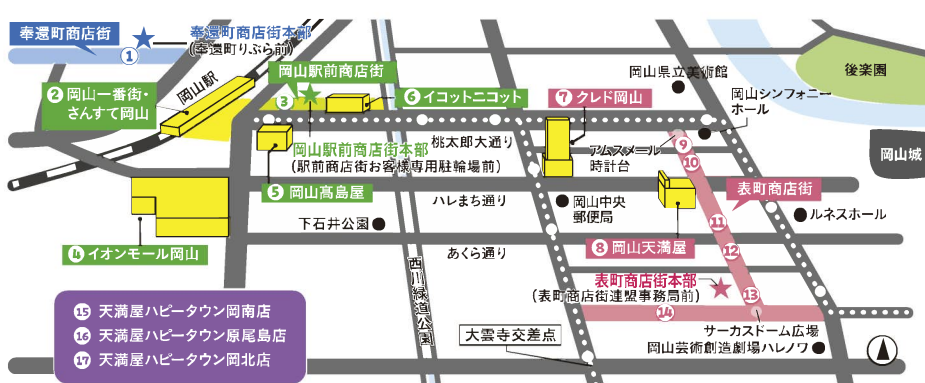 奉還町商店街
奉還町商店街本部
(奉還町りぶら前)
①
岡山駅
② 岡山一番街・
さんすて岡山
岡山駅前商店街
③
⑥ イコットニコット
⑦ クレド岡山
岡山県立美術館
岡山シンフォニー
ホール
後楽園
岡山城
桃太郎大通り
岡山駅前商店街本部
(駅前商店街お客様専用駐輪場前)
アムスメール
時計台
⑨
⑩
⑤ 岡山髙島屋
ハレまち通り
岡山中央
郵便局
表町商店街
ルネスホール
下石井公園
⑪
④ イオンモール岡山
あくら通り
⑧ 岡山天満屋
⑫
西川緑道公園
表町商店街本部
(表町商店街連盟事務局前)
⑬
⑭
⑮ 天満屋ハピータウン岡南店
⑯ 天満屋ハピータウン原尾島店
⑰ 天満屋ハピータウン岡北店
大雲寺交差点
サーカスドーム広場
岡山芸術創造劇場ハレノワ